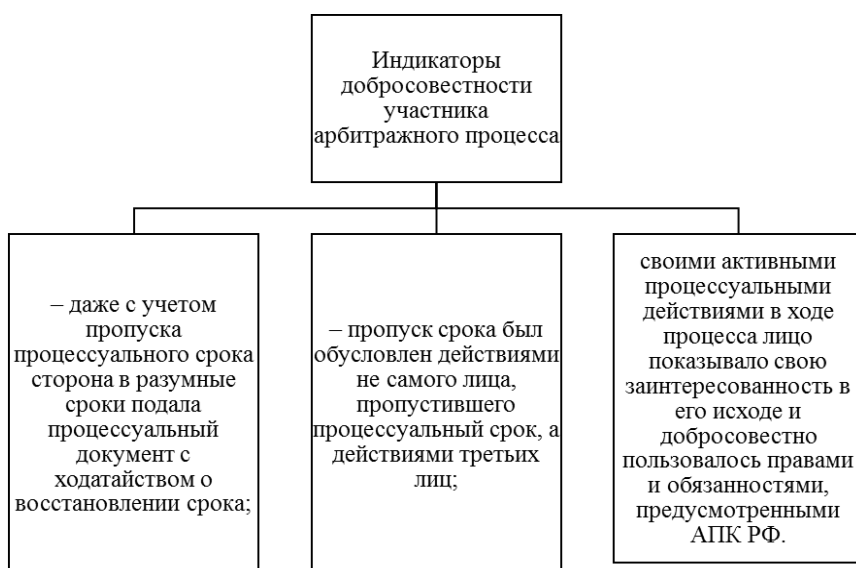 Индикаторы
добросовестности
участника
арбитражного процесса
– даже с учетом
пропуска
процессуального срока
сторона в разумные
сроки подала
процессуальный
документ с
ходатайством о
восстановлении срока;
– пропуск срока был
обусловлен действиями
не самого лица,
пропустившего
процессуальный срок, а
действиями третьих
лиц;
своими активными
процессуальными
действиями в ходе
процесса лицо
показывало свою
заинтересованность в
его исходе и
добросовестно
пользовалось правами
и обязанностями,
предусмотренными
АПК РФ.